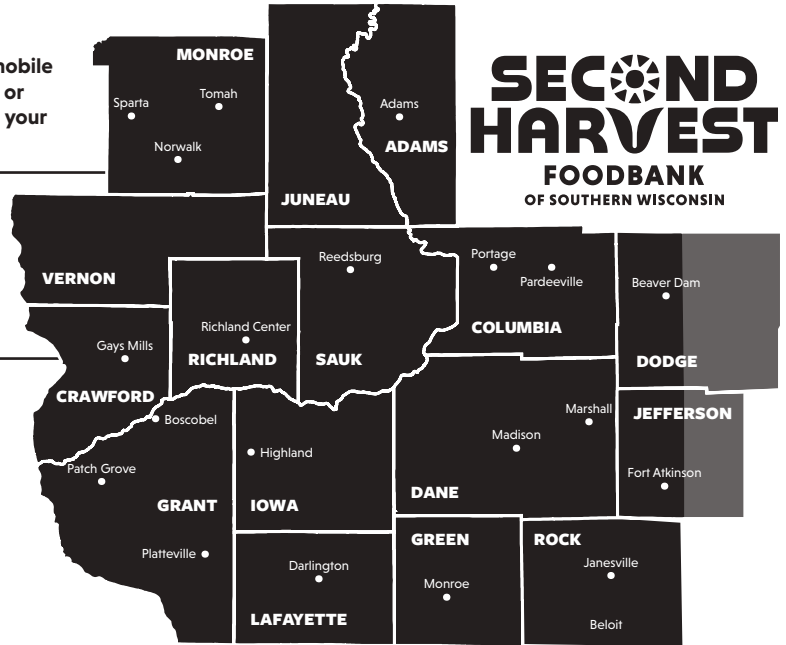 mobile
or
your
SECOND
HARVEST
FOODBANK
OF SOUTHERN WISCONSIN
MONROE
Sparta
Tomah
Norwalk
Adams
ADAMS
JUNEAU
VERNON
Reedsburg
Portage
Pardeeville
Beaver Dam
COLUMBIA
Richland Center
RICHLAND
SAUK
DODGE
Gays Mills
CRAWFORD
Boscobel
Marshall
JEFFERSON
Madison
Highland
Patch Grove
Fort Atkinson
DANE
GRANT
IOWA
GREEN
ROCK
Platteville
Darlington
Janesville
Monroe
LAFAYETTE
Beloit